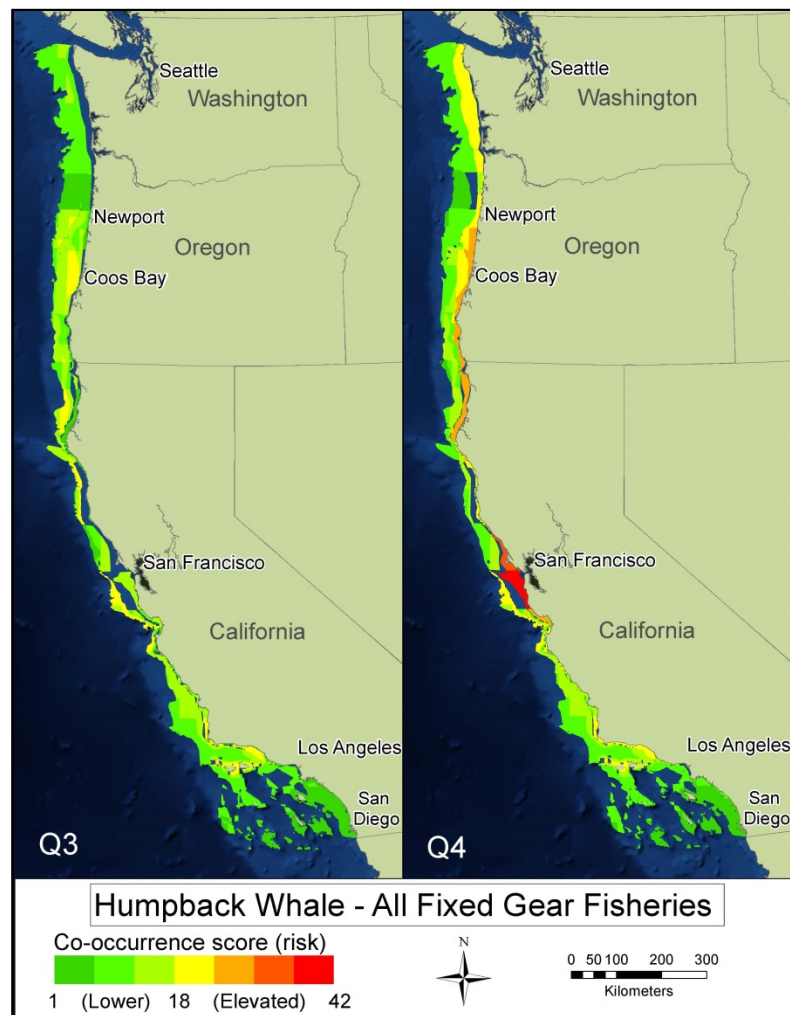 Seattle
Washington
Newport
Oregon
Coos Bay
San Francisco
California
Los Angeles
San
Diego
Q3
Seattle
Washington
Newport
Oregon
Coos Bay
San Francisco
California
Los Angeles
San
Diego
Q4
Humpback Whale - All Fixed Gear Fisheries
Co-occurrence score (risk)
1 (Lower) 18 (Elevated) 42
N
0 50 100 200 300
Kilometers